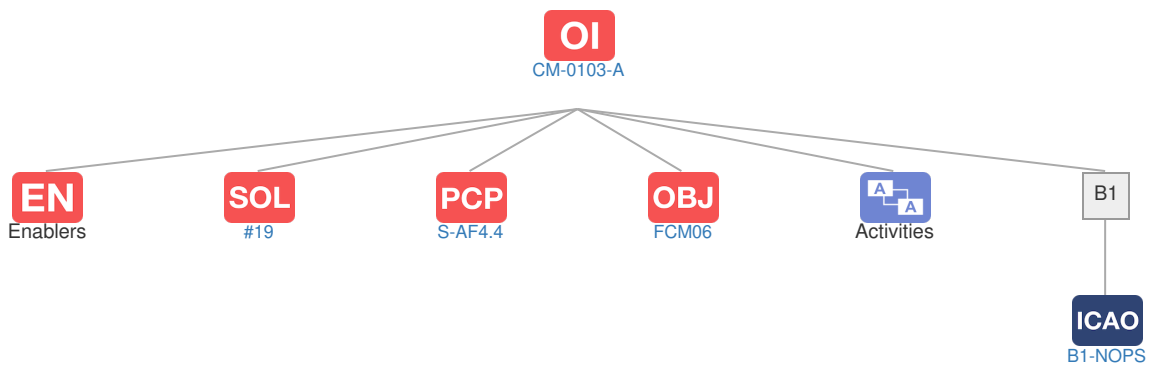 OI
CM-0103-A
EN
Enablers
SOL
#19
PCP
S-AF4.4
OBJ
FCM06
A
A
Activities
B1
ICAO
B1-NOPS